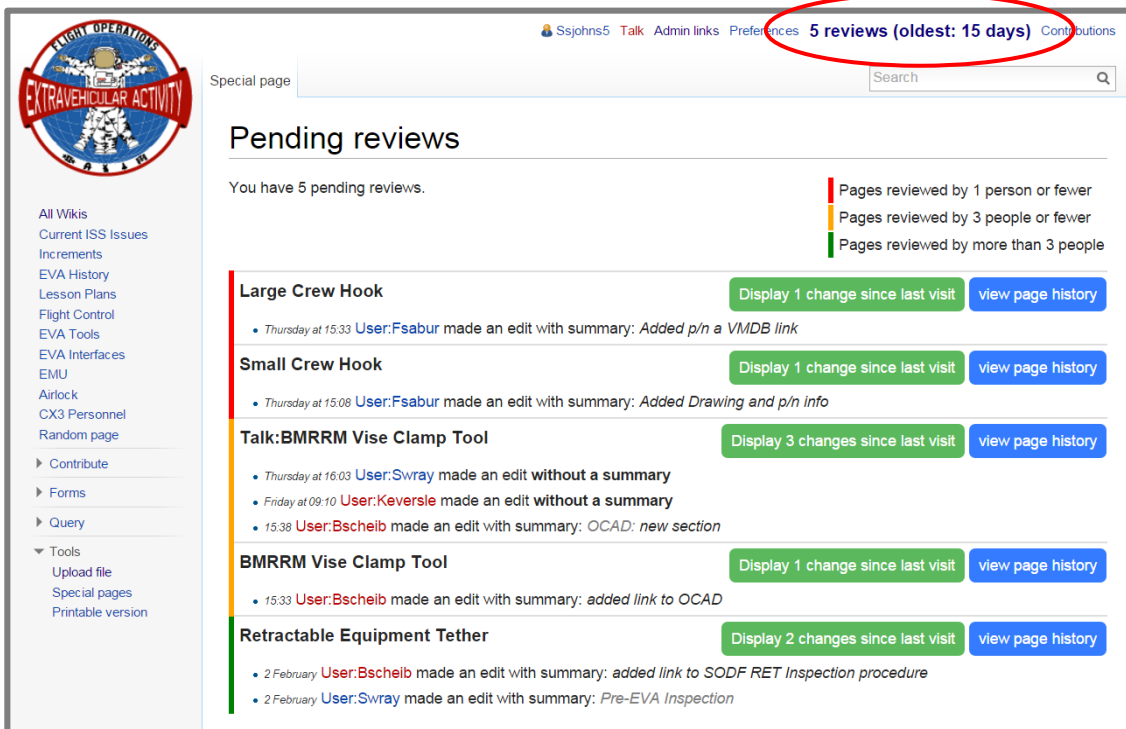 FLIGHT OPERATIONS
EXTRAVEHICULAR ACTIVITY
Ssjohns5 Talk Admin links Preferences 5 reviews (oldest: 15 days) Contributions
Special page
Search
Pending reviews
You have 5 pending reviews.
Pages reviewed by 1 person or fewer
Pages reviewed by 3 people or fewer
Pages reviewed by more than 3 people
All Wikis
Current ISS Issues
Increments
EVA History
Lesson Plans
Flight Control
EVA Tools
EVA Interfaces
EMU
Airlock
CX3 Personnel
Random page
Contribute
Forms
Query
Tools
Upload file
Special pages
Printable version
Large Crew Hook
Display 1 change since last visit view page history
• Thursday at 15:33 User:Fsabur made an edit with summary: Added p/n a VMDB link
Small Crew Hook
Display 1 change since last visit view page history
• Thursday at 15:08 User:Fsabur made an edit with summary: Added Drawing and p/n info
Talk:BMRRM Vise Clamp Tool
Display 3 changes since last visit view page history
• Thursday at 16:03 User:Swray made an edit without a summary
• Friday at 09:10 User:Keversle made an edit without a summary
• 15:38 User:Bscheib made an edit with summary: OCAD: new section
BMRRM Vise Clamp Tool
Display 1 change since last visit view page history
• 15:33 User:Bscheib made an edit with summary: added link to OCAD
Retractable Equipment Tether
Display 2 changes since last visit view page history
• 2 February User:Bscheib made an edit with summary: added link to SODF RET Inspection procedure
• 2 February User:Swray made an edit with summary: Pre-EVA Inspection